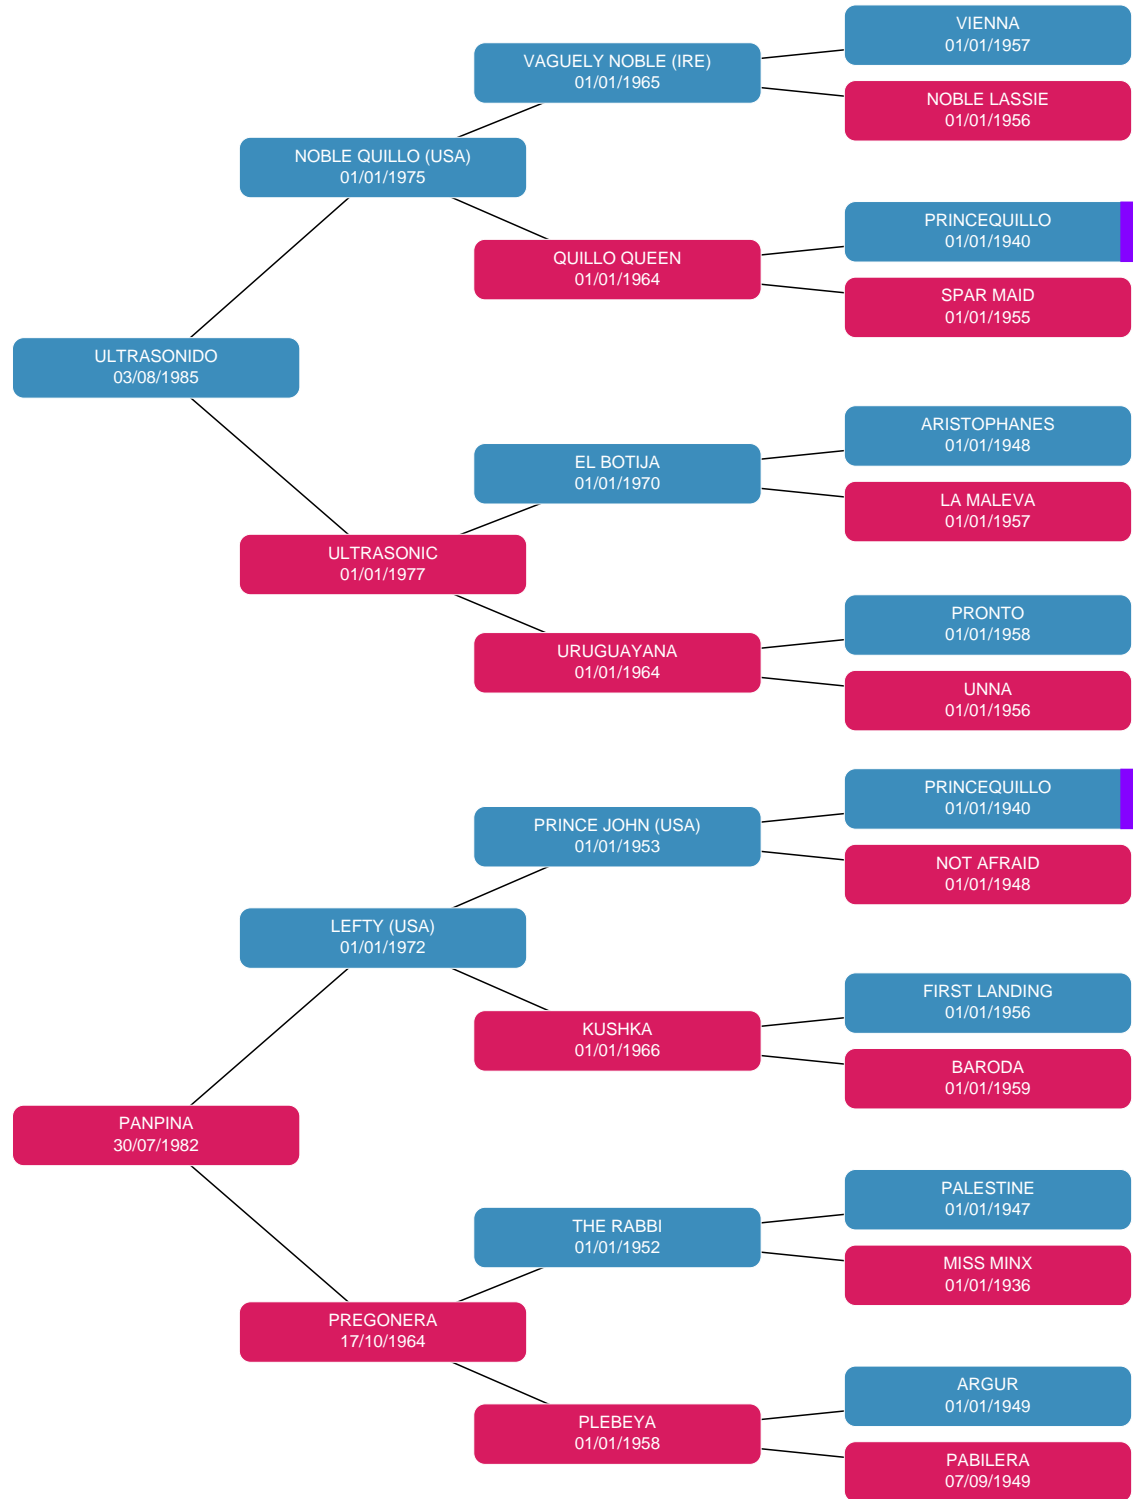 VIENNA
01/01/1957
VAGUELY NOBLE (IRE)
01/01/1965
NOBLE LASSIE
01/01/1956
NOBLE QUILLO (USA)
01/01/1975
PRINCEQUILLO
01/01/1940
QUILLO QUEEN
01/01/1964
SPAR MAID
01/01/1955
ULTRASONIDO
03/08/1985
ARISTOPHANES
01/01/1948
EL BOTIJA
01/01/1970
LA MALEVA
01/01/1957
ULTRASONIC
01/01/1977
PRONTO
01/01/1958
URUGUAYANA
01/01/1964
UNNA
01/01/1956
PRINCEQUILLO
01/01/1940
PRINCE JOHN (USA)
01/01/1953
NOT AFRAID
01/01/1948
LEFTY (USA)
01/01/1972
FIRST LANDING
01/01/1956
KUSHKA
01/01/1966
BARODA
01/01/1959
PANPINA
30/07/1982
PALESTINE
01/01/1947
THE RABBI
01/01/1952
MISS MINX
01/01/1936
PREGONERA
17/10/1964
ARGUR
01/01/1949
PLEBEYA
01/01/1958
PABILERA
07/09/1949